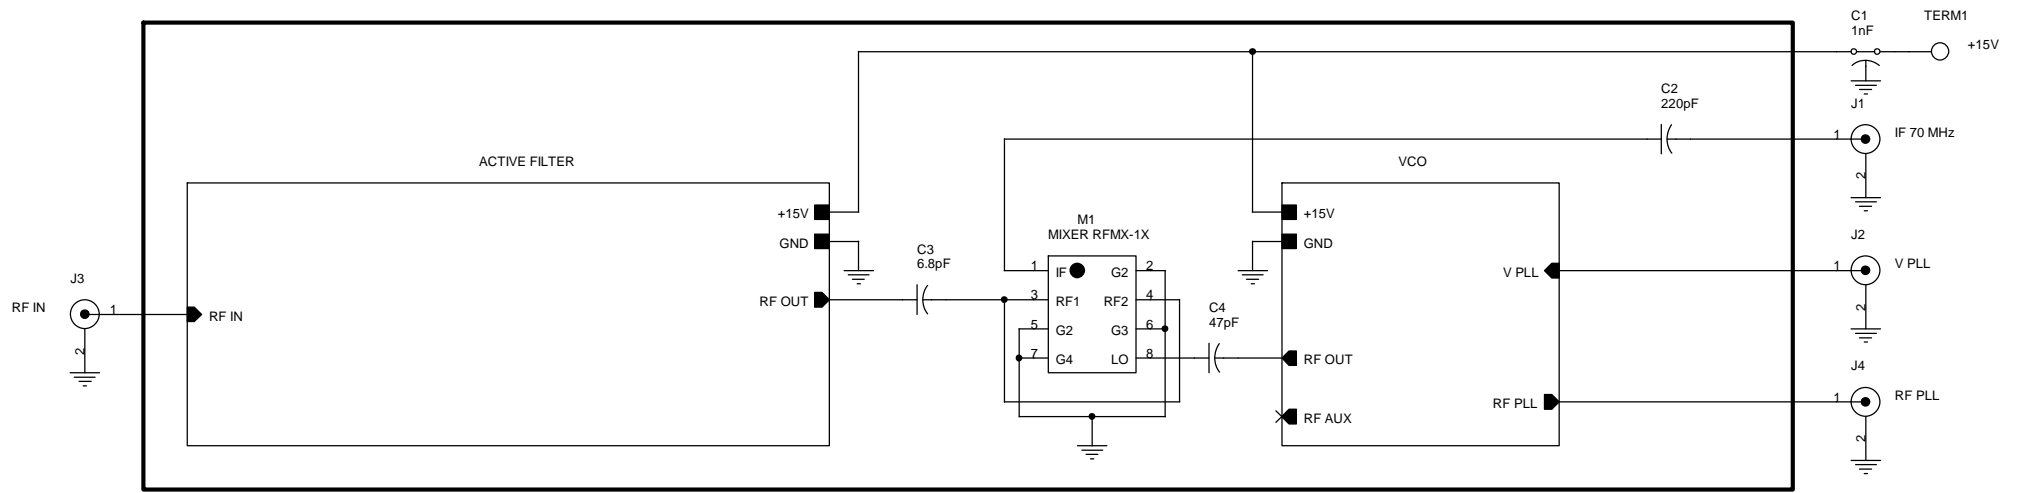 C1
1nF
TERM1
+15V
C2
220pF
J1
1
IF 70 MHz
2
ACTIVE FILTER
VCO
+15V
GND
RF OUT
RF IN
J3
RF IN
1
2
C3
6.8pF
M1
MIXER RFMX-1X
1
IF
G2
2
3
RF1
RF2
4
5
G2
G3
6
7
G4
LO
8
C4
47pF
+15V
GND
V PLL
RF OUT
RF PLL
RF AUX
J2
1
V PLL
2
J4
1
RF PLL
2